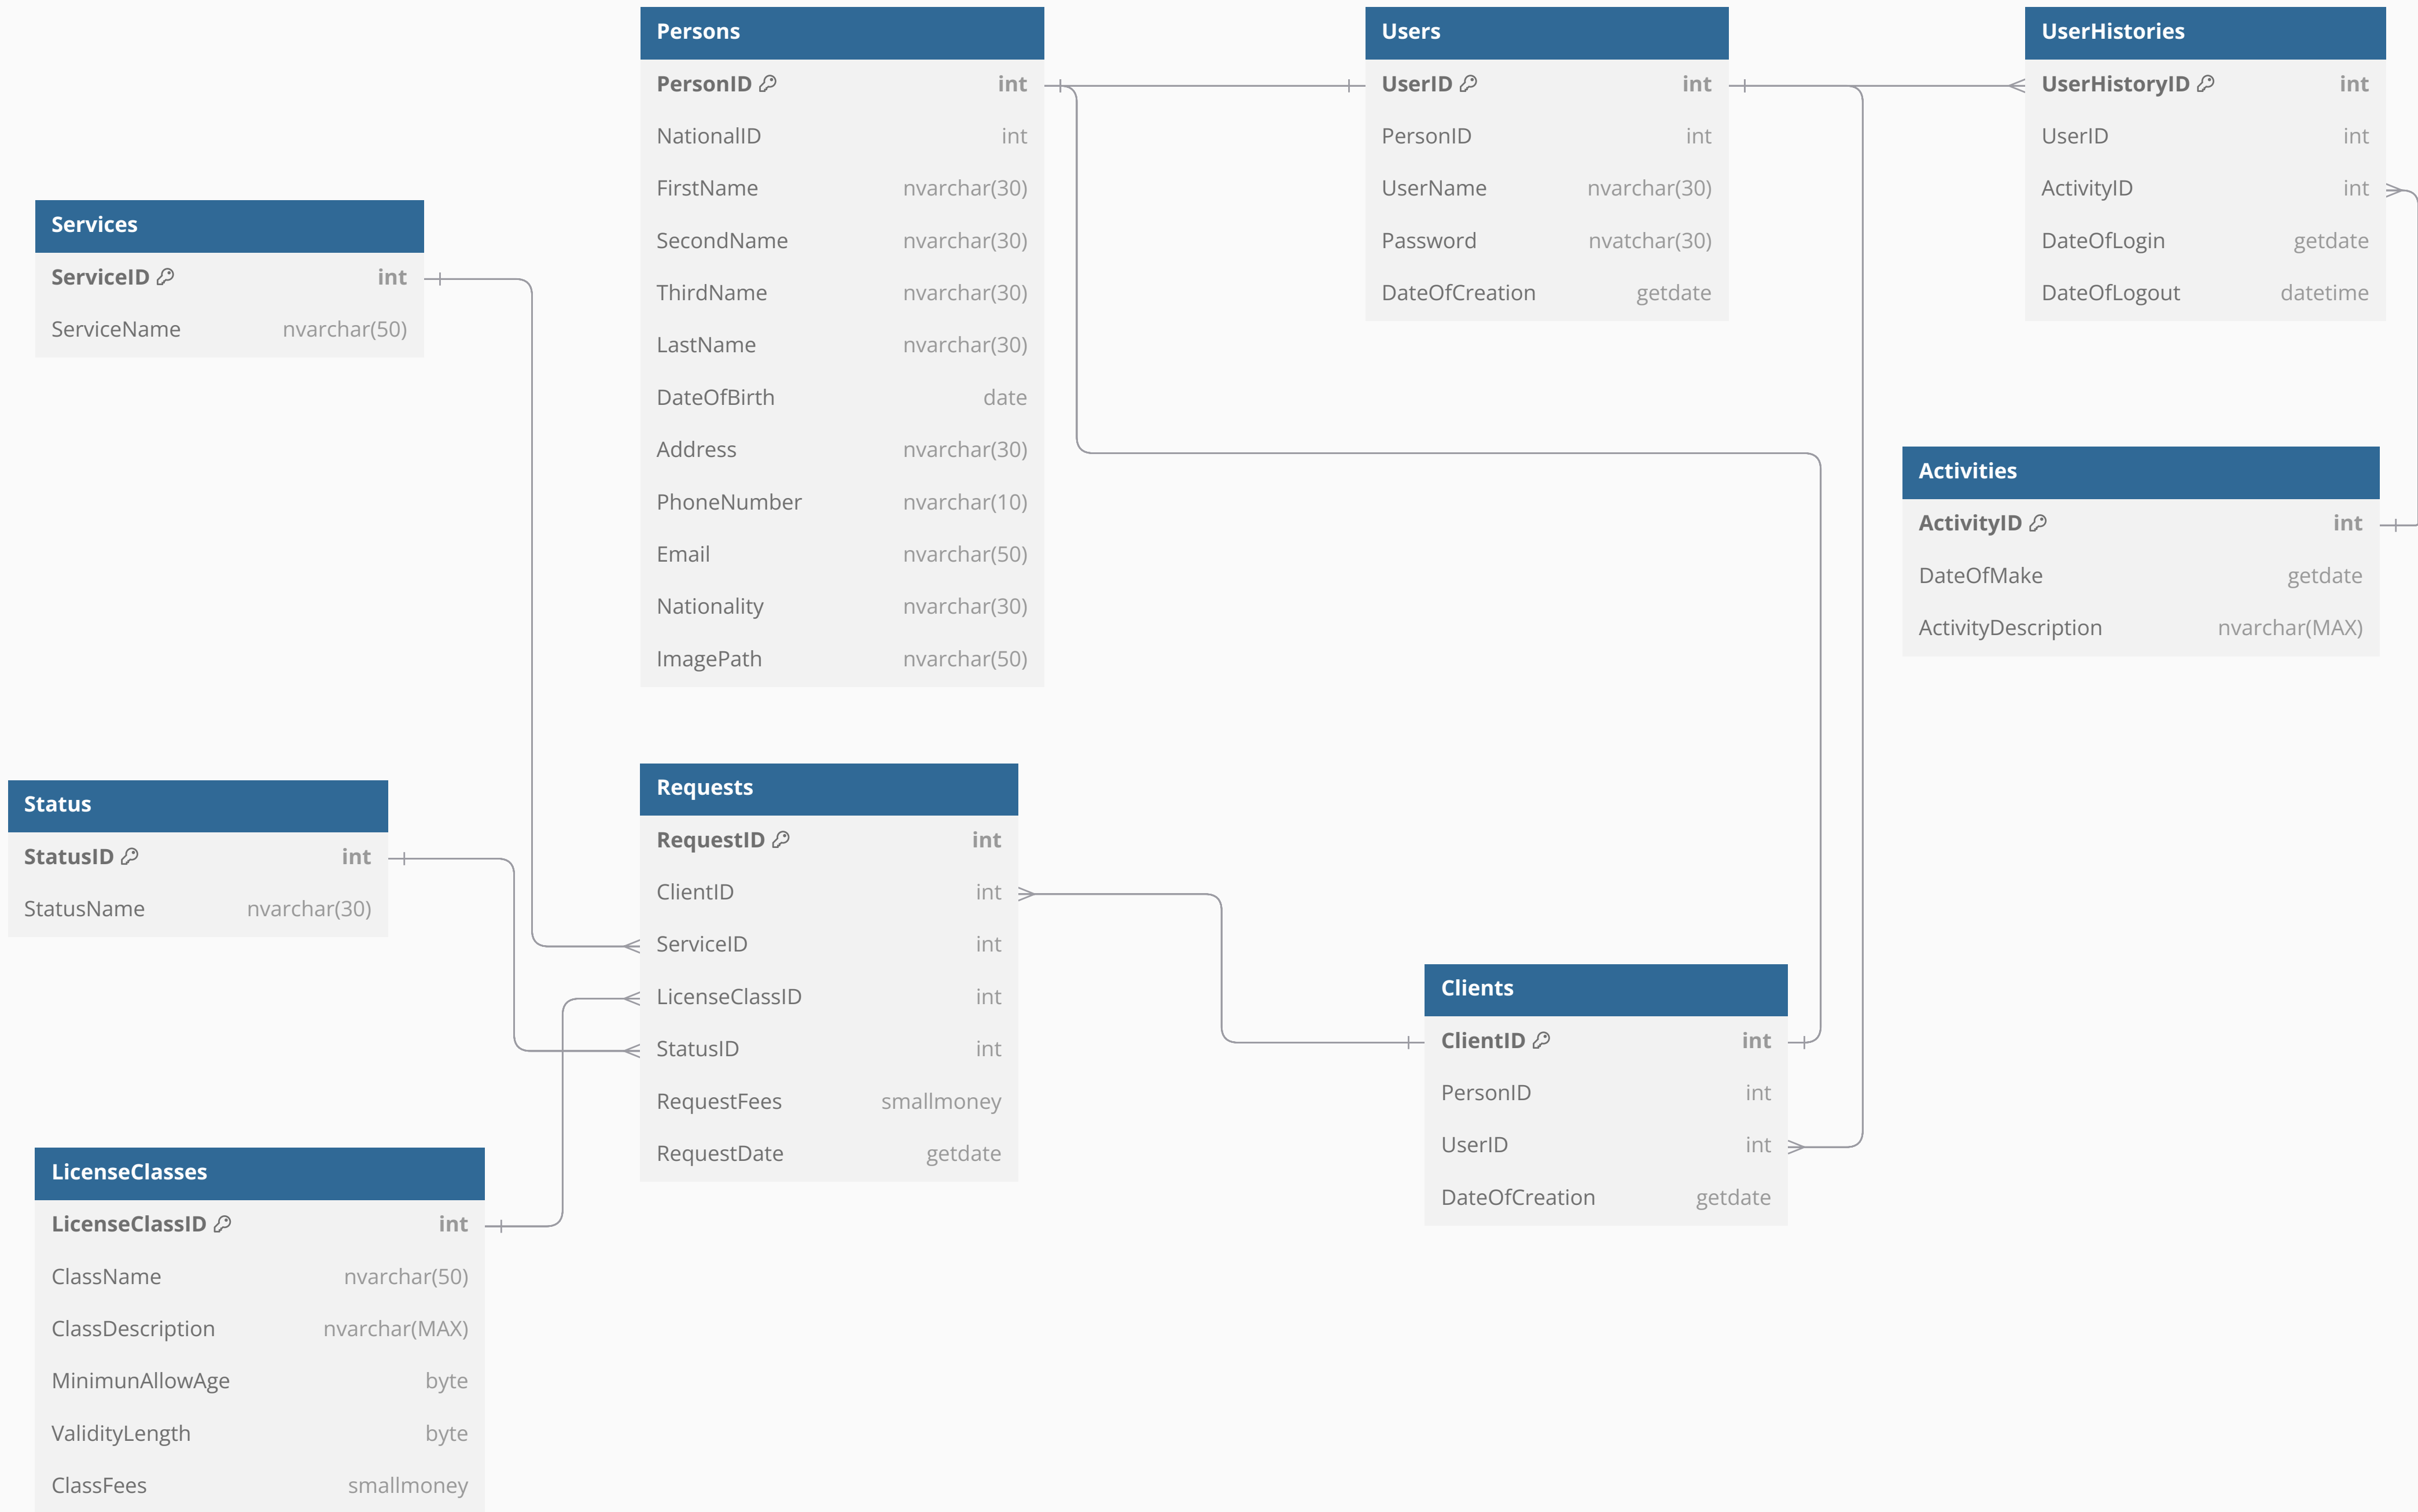 Persons
PersonID int
NationalID int
FirstName nvarchar(30)
SecondName nvarchar(30)
ThirdName nvarchar(30)
LastName nvarchar(30)
DateOfBirth date
Address nvarchar(30)
PhoneNumber nvarchar(10)
Email nvarchar(50)
Nationality nvarchar(30)
ImagePath nvarchar(50)
Users
UserID int
PersonID int
UserName nvarchar(30)
Password nvatchar(30)
DateOfCreation getdate
UserHistories
UserHistoryID int
UserID int
ActivityID int
DateOfLogin getdate
DateOfLogout datetime
Services
ServiceID int
ServiceName nvarchar(50)
Activities
ActivityID int
DateOfMake getdate
ActivityDescription nvarchar(MAX)
Status
StatusID int
StatusName nvarchar(30)
Requests
RequestID int
ClientID int
ServiceID int
LicenseClassID int
StatusID int
RequestFees smallmoney
RequestDate getdate
Clients
ClientID int
PersonID int
UserID int
DateOfCreation getdate
LicenseClasses
LicenseClassID int
ClassName nvarchar(50)
ClassDescription nvarchar(MAX)
MinimunAllowAge byte
ValidityLength byte
ClassFees smallmoney